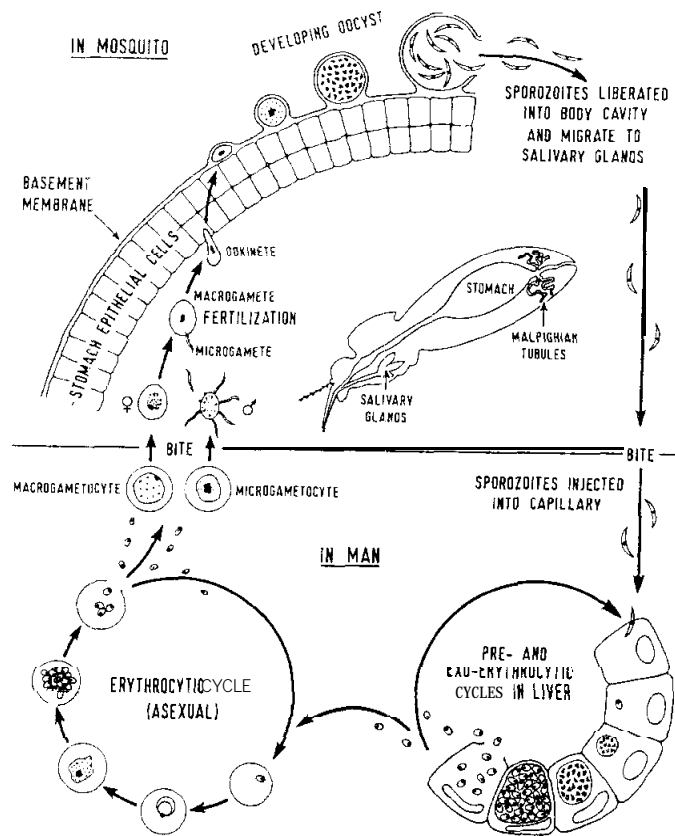 IN MOSQUITO
DEVELOPING OOCYST
SPOROZOITES LIBERATED
INTO BODY CAVITY
AND MIGRATE TO
SALIVARY GLANDS
BASEMENT
MEMBRANE
STOMACH EPITHELIAL CELLS
OOKINETE
MACROGAMETE
FERTILIZATION
MICROGAMETE
STOMACH
MALPIGHIAN
TUBULES
SALIVARY
GLANDS
♀
♂
BITE
BITE
MACROGAMETOCYTE
MICROGAMETOCYTE
SPOROZOITES INJECTED
INTO CAPILLARY
IN MAN
ERYTHROCYTIC CYCLE
(ASEXUAL)
PRE- AND
EXO-ERYTHROCYTIC
CYCLES IN LIVER